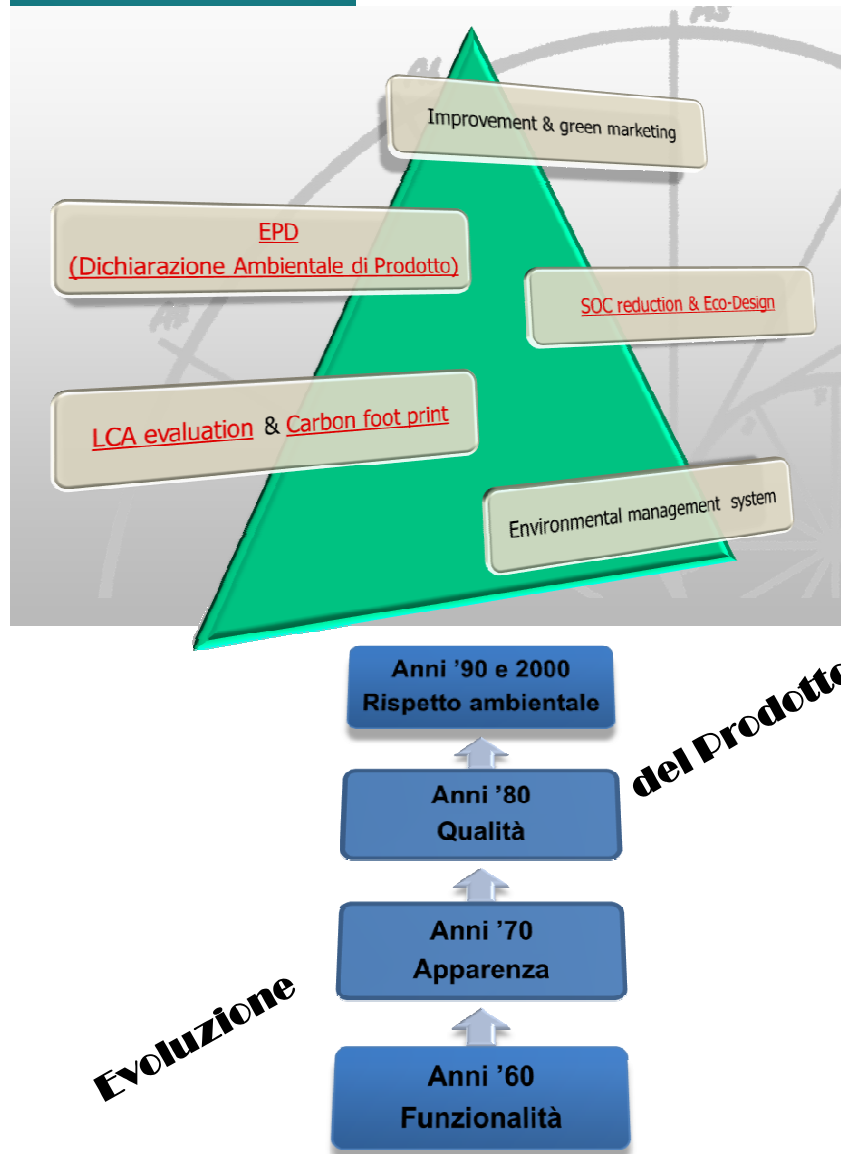 Improvement & green marketing
EPD
(Dichiarazione Ambientale di Prodotto)
SOC reduction & Eco-Design
LCA evaluation & Carbon foot print
Environmental management system
Anni ’90 e 2000
Rispetto ambientale
del Prodotto
Anni ’80
Qualità
Anni ’70
Apparenza
Evoluzione
Anni ’60
Funzionalità